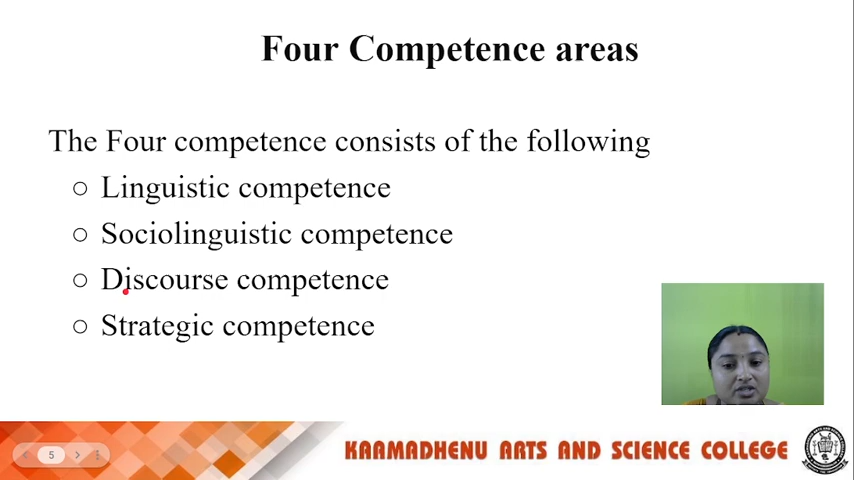 Four Competence areas
The Four competence consists of the following
Linguistic competence
Sociolinguistic competence
Discourse competence
Strategic competence
5
KAAMADHENU ARTS AND SCIENCE COLLEGE